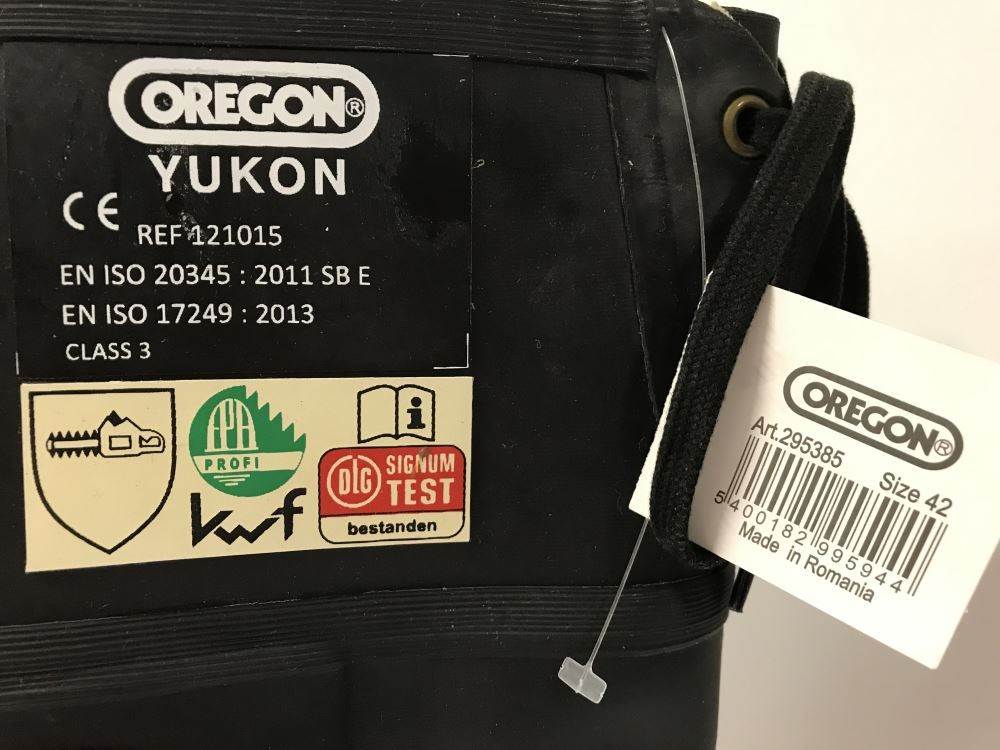 OREGON®
YUKON
CE
REF 121015
EN ISO 20345 : 2011 SB E
EN ISO 17249 : 2013
CLASS 3
FPA
PROFI
kwf
i
DLG SIGNUM
TEST
bestanden
OREGON®
Art.295385 Size 42
5 400182 995944
Made in Romania